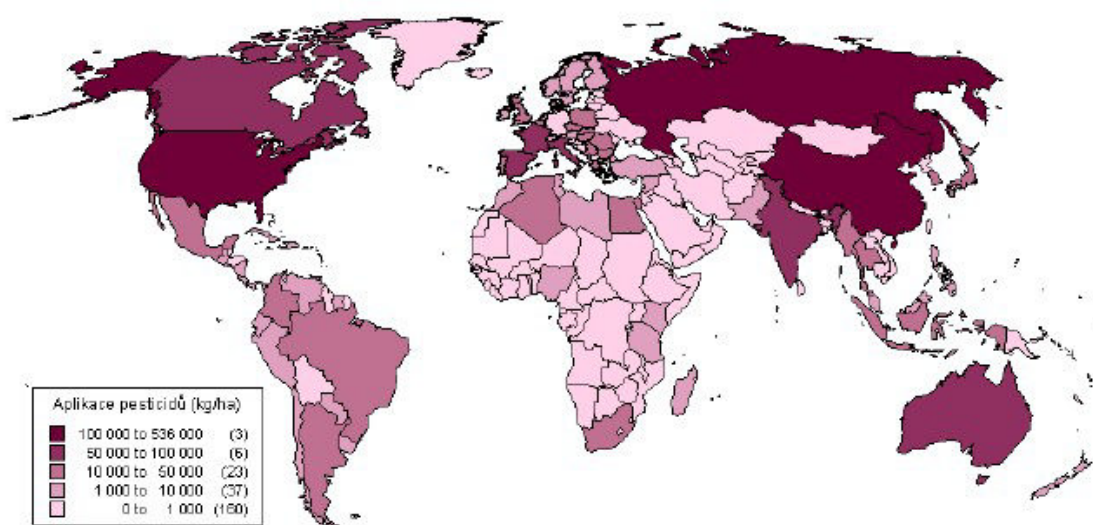 Aplikace pesticidů (kg/ha)
100 000 to 536 000 (3)
50 000 to 100 000 (6)
10 000 to 50 000 (23)
1 000 to 10 000 (37)
0 to 1 000 (160)